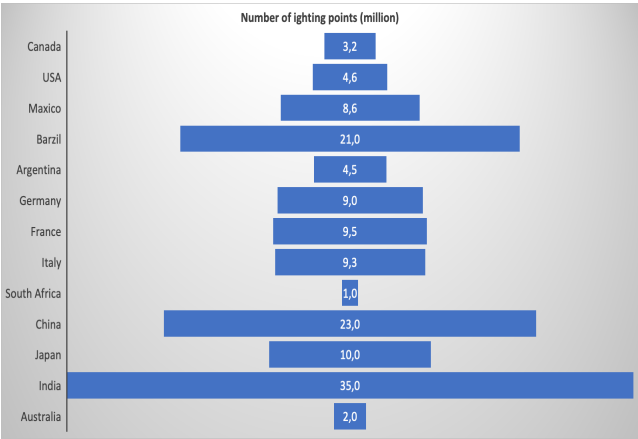 Number of ighting points (million)
Canada 3,2
USA 4,6
Maxico 8,6
Barzil 21,0
Argentina 4,5
Germany 9,0
France 9,5
Italy 9,3
South Africa 1,0
China 23,0
Japan 10,0
India 35,0
Australia 2,0